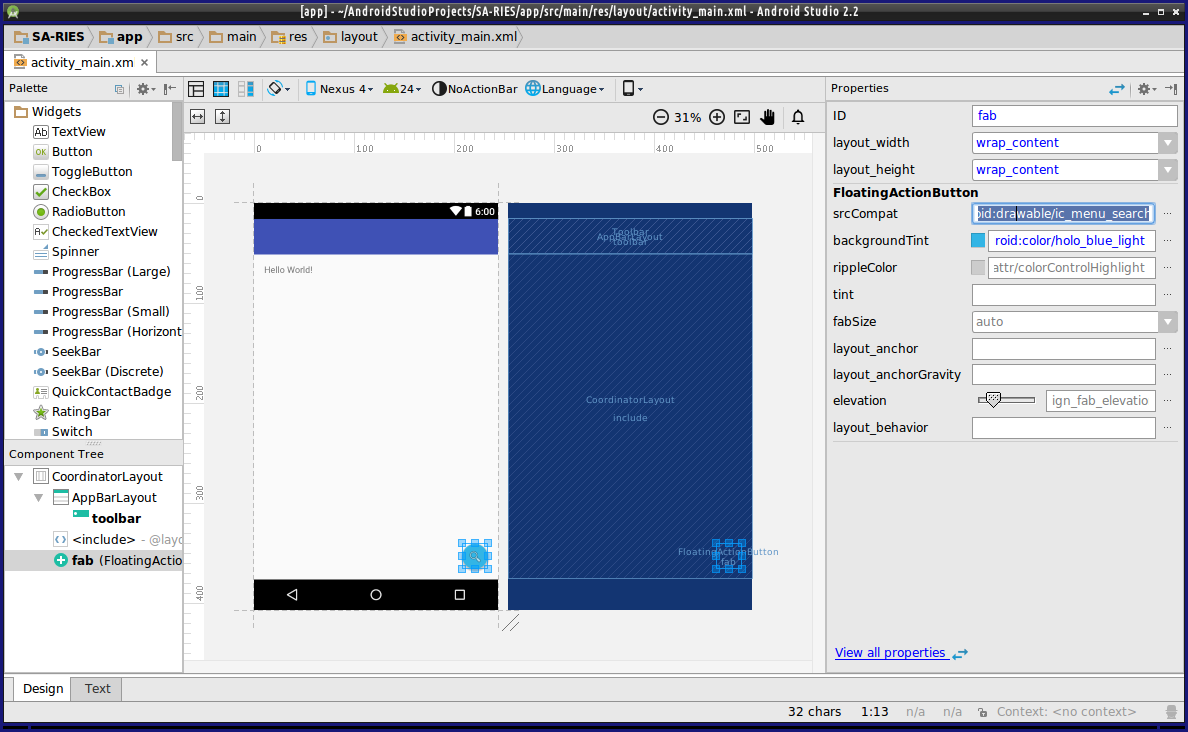 [app] - ~/AndroidStudioProjects/SA-RIES/app/src/main/res/layout/activity_main.xml - Android Studio 2.2
SA-RIES app src main res layout activity_main.xml
activity_main.xm
Palette
Nexus 4 24 NoActionBar Language
Properties
31%
Widgets
Ab TextView
OK Button
ToggleButton
CheckBox
RadioButton
CheckedTextView
Spinner
ProgressBar (Large)
ProgressBar
ProgressBar (Small)
ProgressBar (Horizont
SeekBar
SeekBar (Discrete)
QuickContactBadge
RatingBar
Switch
Component Tree
CoordinatorLayout
AppBarLayout
toolbar
<include> - @layo
fab (FloatingActio
0 100 200 300 400 500
0
100
200
300
400
6:00
Hello World!
Toolbar
AppBarLayout
toolbar
CoordinatorLayout
include
FloatingActionButton
fab
ID fab
layout_width wrap_content
layout_height wrap_content
FloatingActionButton
srcCompat oid:drawable/ic_menu_search
backgroundTint roid:color/holo_blue_light
rippleColor attr/colorControlHighlight
tint
fabSize auto
layout_anchor
layout_anchorGravity
elevation ign_fab_elevatio
layout_behavior
View all properties
Design Text
32 chars 1:13 n/a n/a Context: <no context>